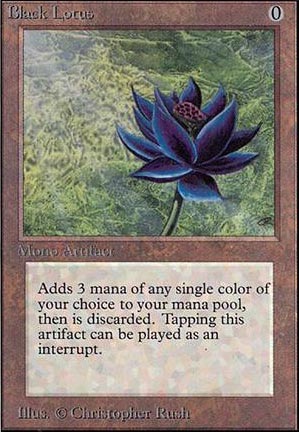 Black Lotus 0
Mono Artifact
Adds 3 mana of any single color of
your choice to your mana pool,
then is discarded. Tapping this
artifact can be played as an
interrupt.
Illus. © Christopher Rush